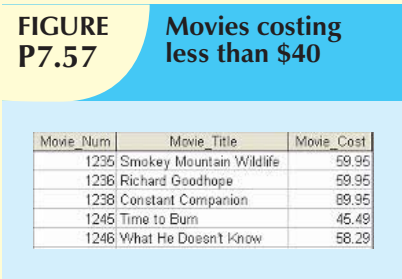 FIGURE
P7.57
Movies costing
less than $40
Movie_Num Movie_Title Movie_Cost
1235 Smokey Mountain Wildlife 59.95
1236 Richard Goodhope 59.95
1238 Constant Companion 89.95
1245 Time to Burn 45.49
1246 What He Doesn't Know 58.29